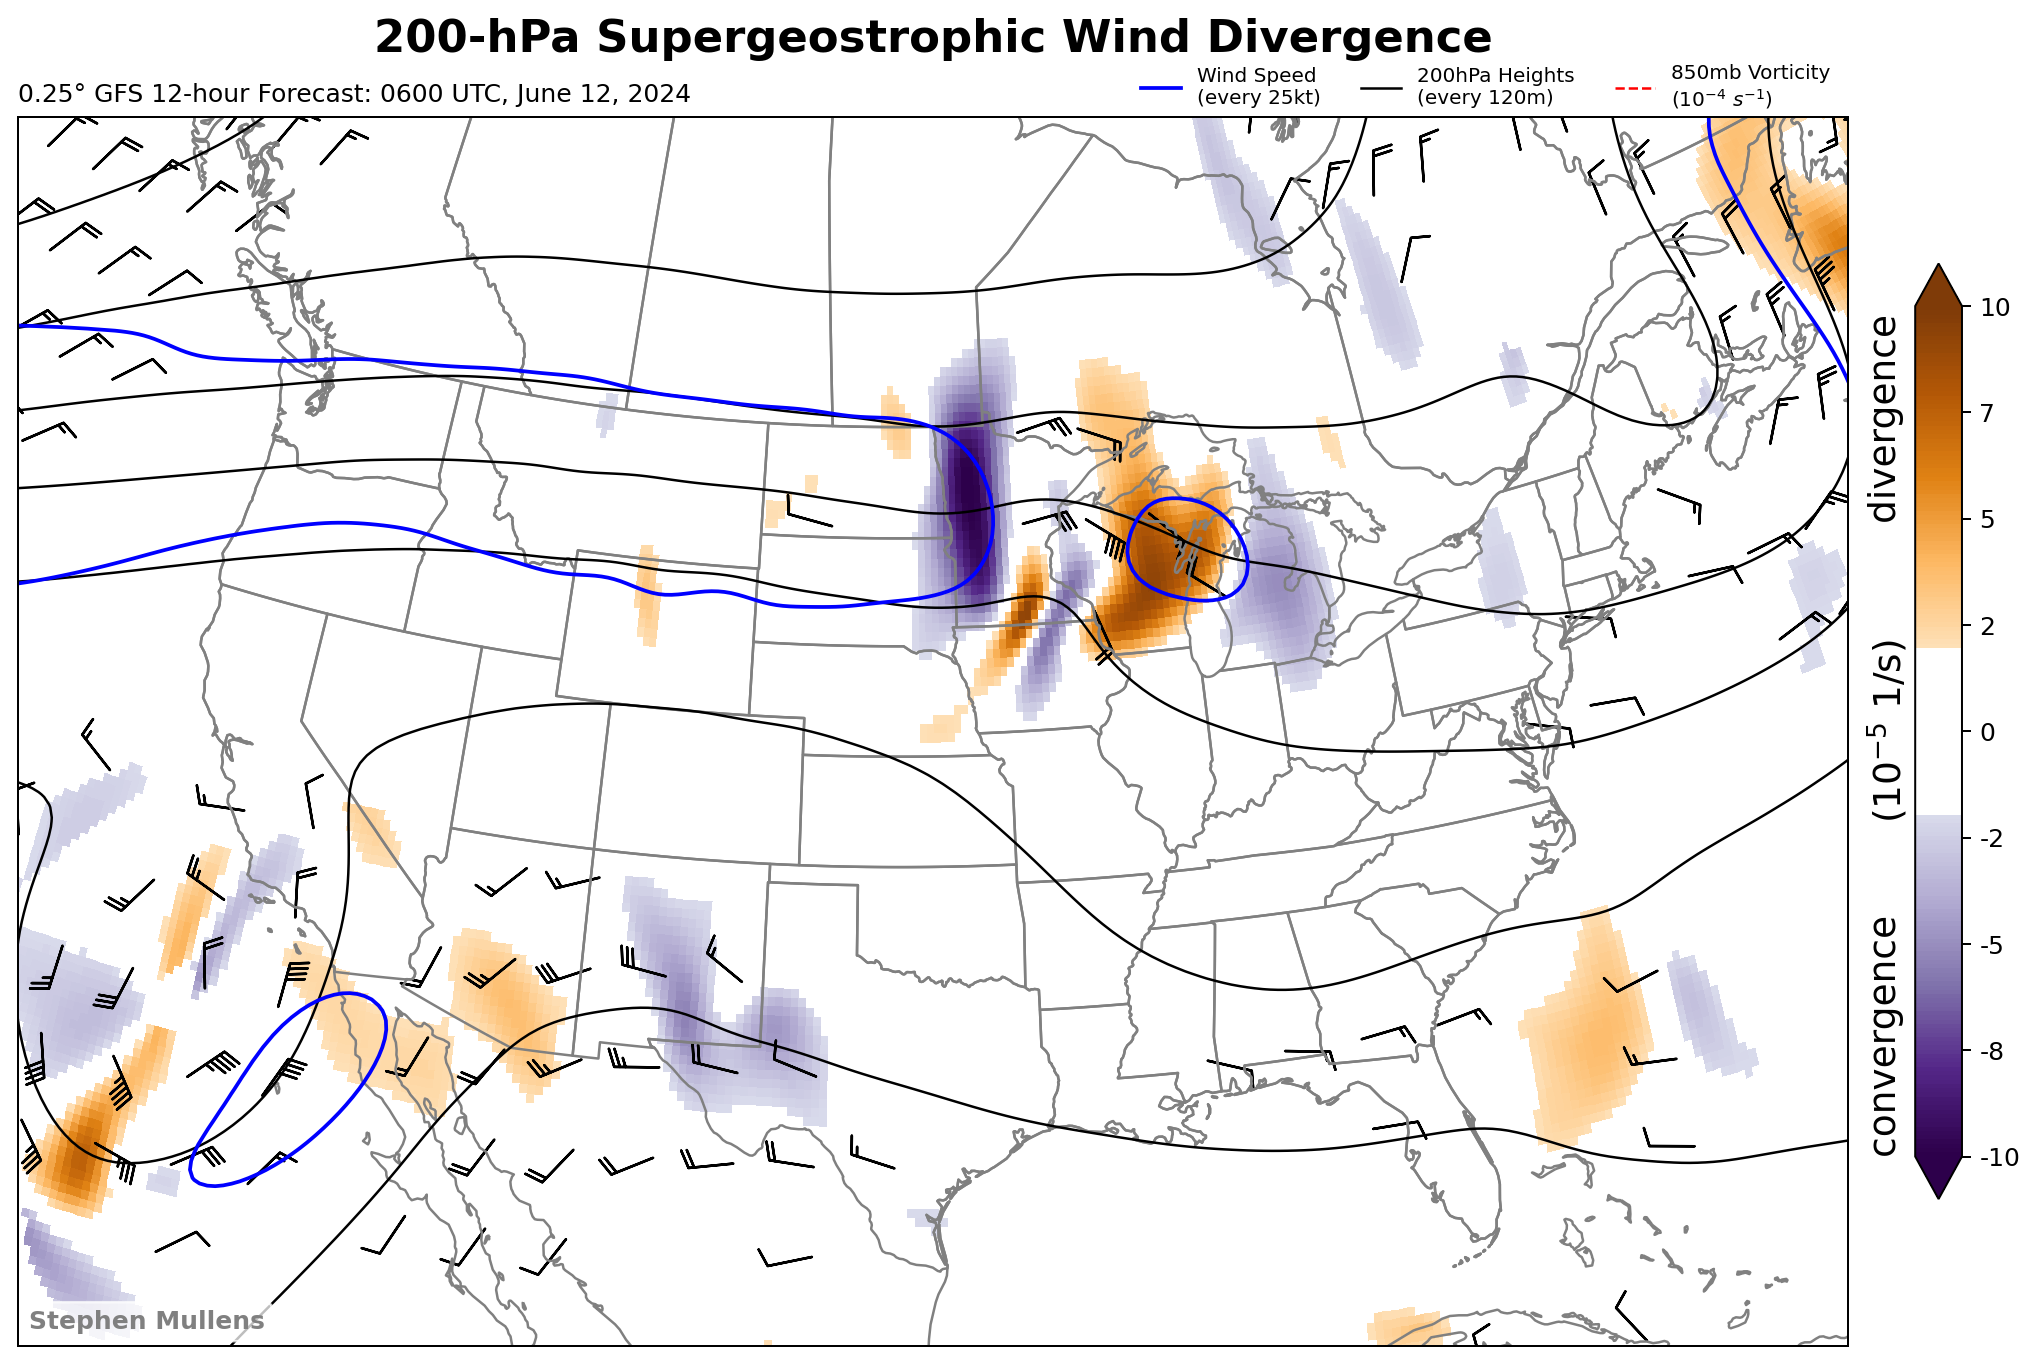 200-hPa Supergeostrophic Wind Divergence
0.25° GFS 12-hour Forecast: 0600 UTC, June 12, 2024
Wind Speed
(every 25kt)
200hPa Heights
(every 120m)
850mb Vorticity
(10⁻⁴ s⁻¹)
10
7
5
2
0
-2
-5
-8
-10
convergence (10⁻⁵ 1/s) divergence
Stephen Mullens